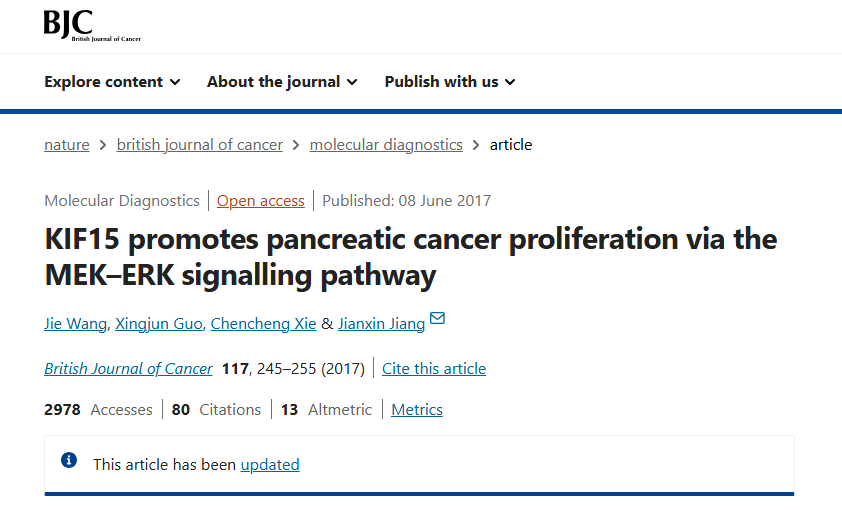 BJC
British Journal of Cancer
Explore content About the journal Publish with us
nature > british journal of cancer > molecular diagnostics > article
Molecular Diagnostics | Open access | Published: 08 June 2017
KIF15 promotes pancreatic cancer proliferation via the
MEK–ERK signalling pathway
Jie Wang, Xingjun Guo, Chencheng Xie & Jianxin Jiang
British Journal of Cancer 117, 245–255 (2017) | Cite this article
2978 Accesses | 80 Citations | 13 Altmetric | Metrics
This article has been updated